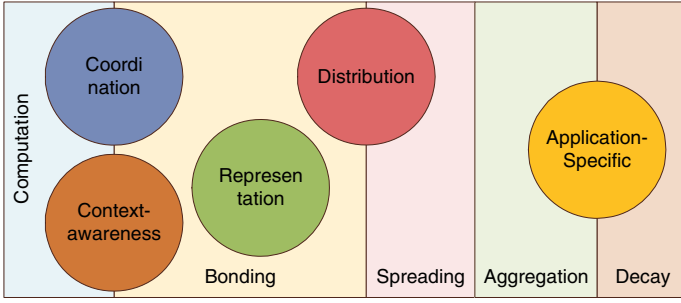 Coordi
nation
Distribution
Application-
Specific
Represen
tation
Context-
awareness
Computation
Bonding
Spreading
Aggregation
Decay